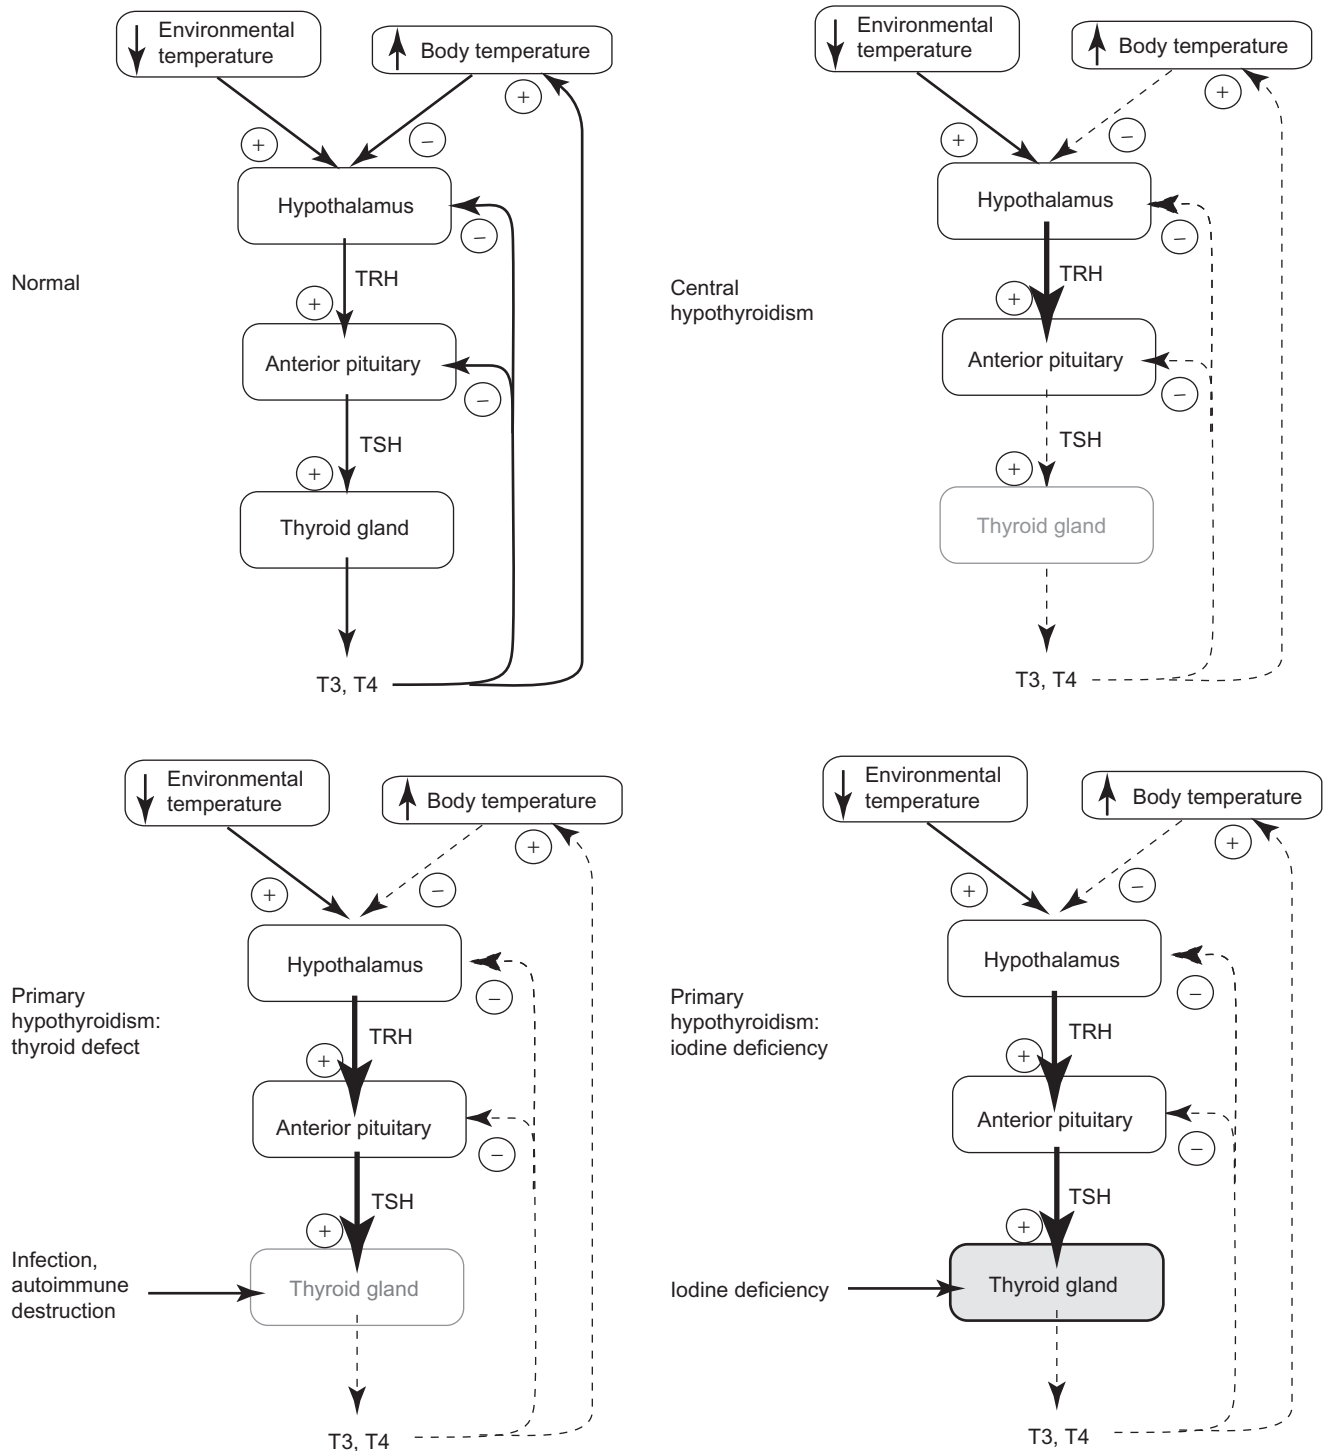 Environmental
temperature
Body temperature
+
+
−
Hypothalamus
−
TRH
Normal
+
Anterior pituitary
−
TSH
+
Thyroid gland
T3, T4
Environmental
temperature
Body temperature
+
+
−
Hypothalamus
−
TRH
Central
hypothyroidism
+
Anterior pituitary
−
TSH
+
Thyroid gland
T3, T4
Environmental
temperature
Body temperature
+
+
−
Hypothalamus
−
Primary
hypothyroidism:
thyroid defect
TRH
+
Anterior pituitary
−
TSH
+
Infection,
autoimmune
destruction
Thyroid gland
T3, T4
Environmental
temperature
Body temperature
+
+
−
Hypothalamus
−
Primary
hypothyroidism:
iodine deficiency
TRH
+
Anterior pituitary
−
TSH
+
Iodine deficiency
Thyroid gland
T3, T4